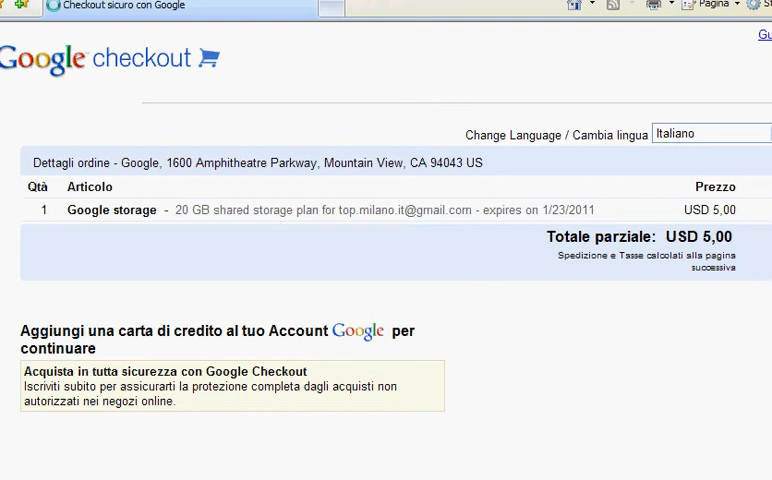 Checkout sicuro con Google
Pagina
Google checkout
Change Language / Cambia lingua Italiano
Dettagli ordine - Google, 1600 Amphitheatre Parkway, Mountain View, CA 94043 US
Qtà Articolo Prezzo
1 Google storage - 20 GB shared storage plan for top.milano.it@gmail.com - expires on 1/23/2011 USD 5,00
Totale parziale: USD 5,00
Spedizione e Tasse calcolati alla pagina
successiva
Aggiungi una carta di credito al tuo Account Google per
continuare
Acquista in tutta sicurezza con Google Checkout
Iscriviti subito per assicurarti la protezione completa dagli acquisti non
autorizzati nei negozi online.